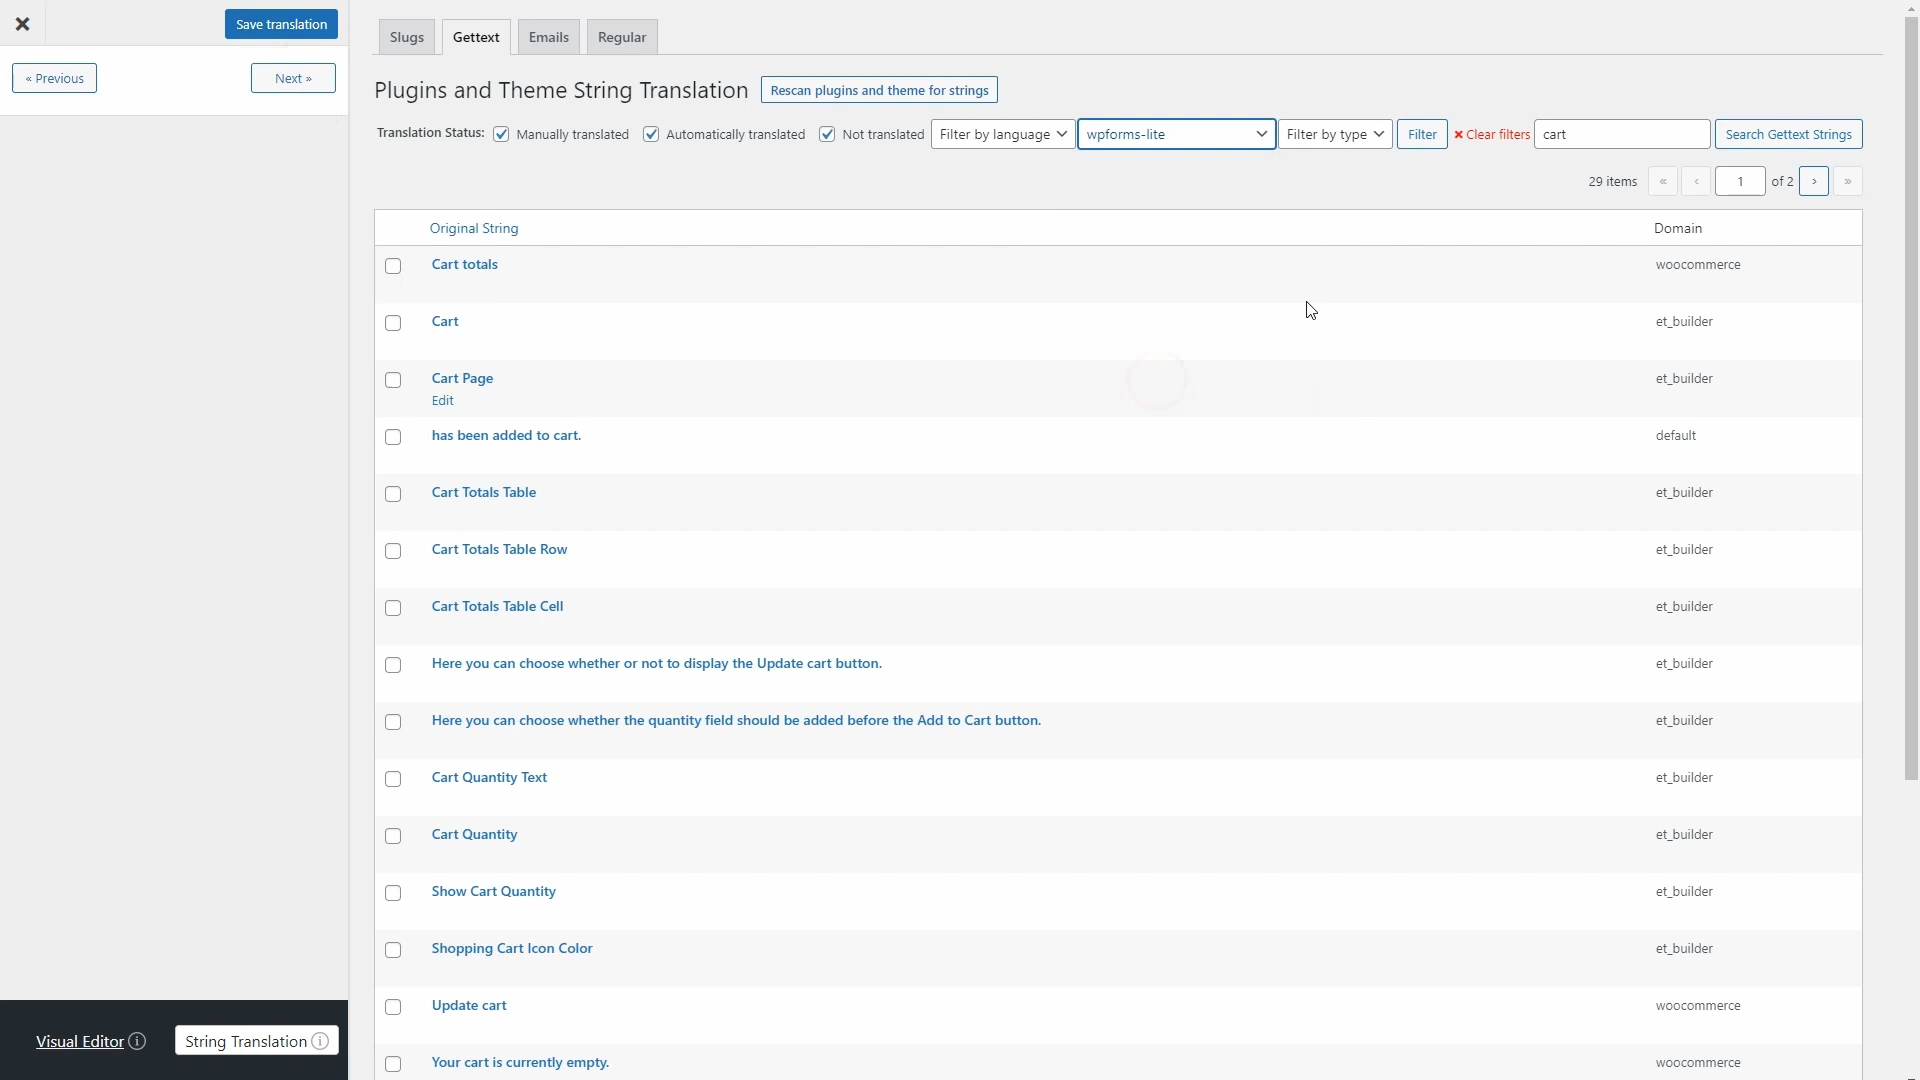 Save translation
« Previous
Next »
Slugs
Gettext
Emails
Regular
Plugins and Theme String Translation
Rescan plugins and theme for strings
Translation Status: Manually translated Automatically translated Not translated Filter by language wpforms-lite Filter by type Filter × Clear filters cart Search Gettext Strings
29 items « ‹ 1 of 2 › »
Original String Domain
Cart totals woocommerce
Cart et_builder
Cart Page et_builder
Edit
has been added to cart. default
Cart Totals Table et_builder
Cart Totals Table Row et_builder
Cart Totals Table Cell et_builder
Here you can choose whether or not to display the Update cart button. et_builder
Here you can choose whether the quantity field should be added before the Add to Cart button. et_builder
Cart Quantity Text et_builder
Cart Quantity et_builder
Show Cart Quantity et_builder
Shopping Cart Icon Color et_builder
Update cart woocommerce
Your cart is currently empty. woocommerce
Visual Editor i
String Translation i